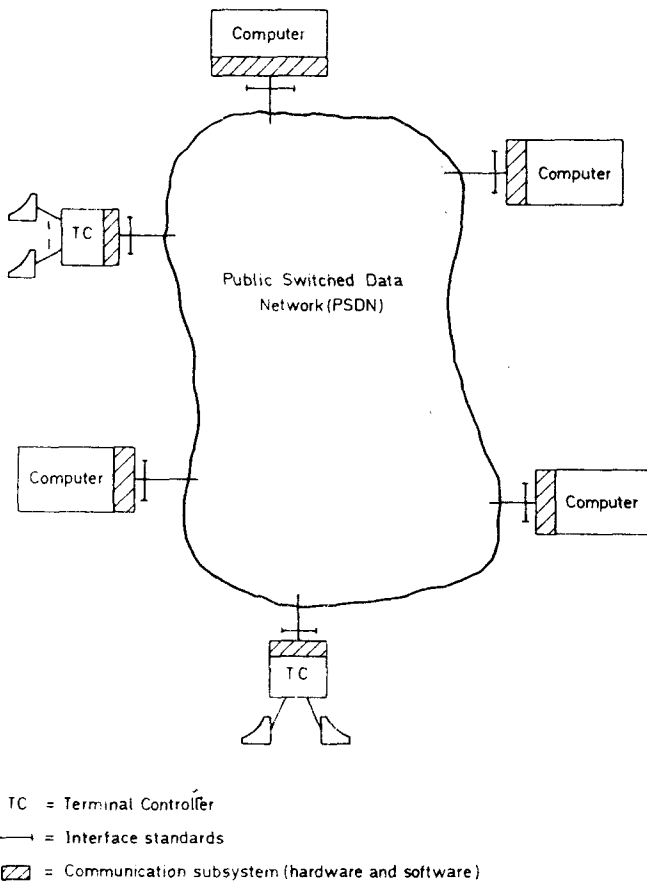 Computer
Computer
TC
Public Switched Data
Network(PSDN)
Computer
Computer
TC
TC = Terminal Controller
= Interface standards
= Communication subsystem (hardware and software)